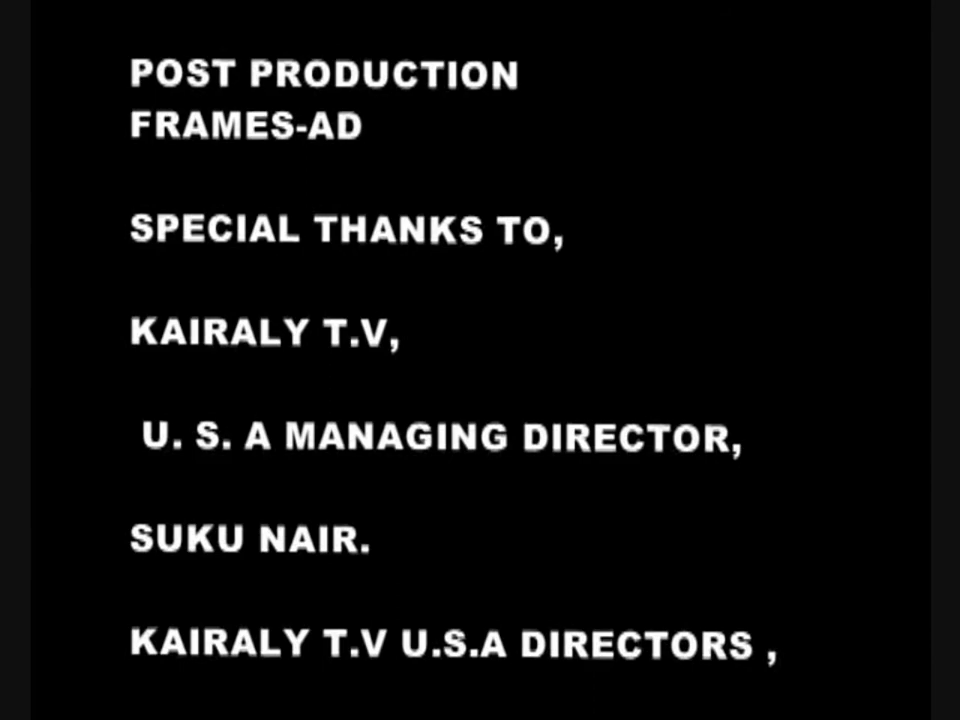 POST PRODUCTION
FRAMES-AD
SPECIAL THANKS TO,
KAIRALY T.V,
U. S. A MANAGING DIRECTOR,
SUKU NAIR.
KAIRALY T.V U.S.A DIRECTORS ,